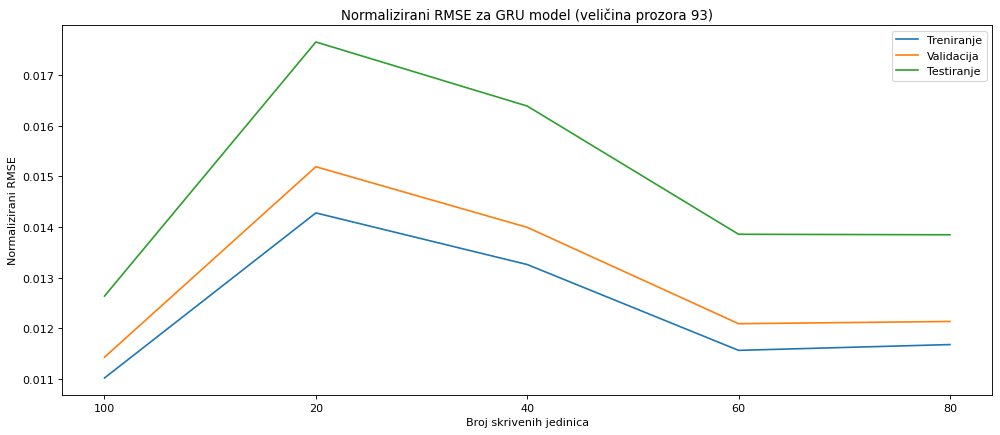 Normalizirani RMSE za GRU model (veličina prozora 93)
Treniranje
Validacija
Testiranje
0.017
0.016
0.015
0.014
0.013
0.012
0.011
Normalizirani RMSE
100 20 40 60 80
Broj skrivenih jedinica